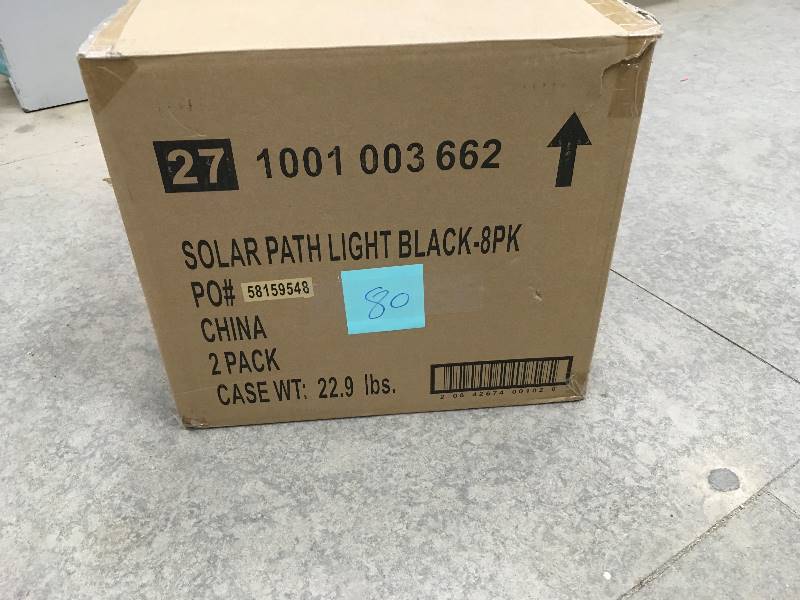 27 1001 003 662
SOLAR PATH LIGHT BLACK-8PK
PO# 58159548
80
CHINA
2 PACK
CASE WT: 22.9 lbs.